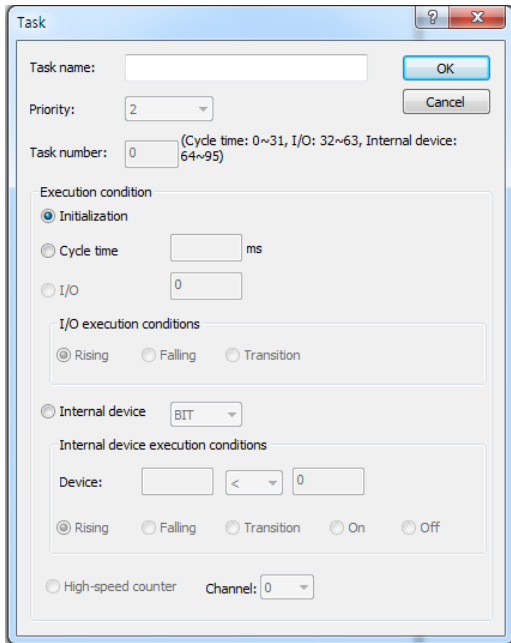 Task
Task name:
OK
Priority: 2
Cancel
Task number: 0 (Cycle time: 0~31, I/O: 32~63, Internal device: 64~95)
Execution condition
Initialization
Cycle time ms
I/O 0
I/O execution conditions
Rising Falling Transition
Internal device BIT
Internal device execution conditions
Device: < 0
Rising Falling Transition On Off
High-speed counter Channel: 0